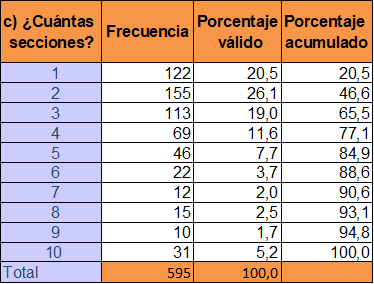 c) ¿Cuántas secciones? Frecuencia Porcentaje válido Porcentaje acumulado
1 122 20,5 20,5
2 155 26,1 46,6
3 113 19,0 65,5
4 69 11,6 77,1
5 46 7,7 84,9
6 22 3,7 88,6
7 12 2,0 90,6
8 15 2,5 93,1
9 10 1,7 94,8
10 31 5,2 100,0
Total 595 100,0